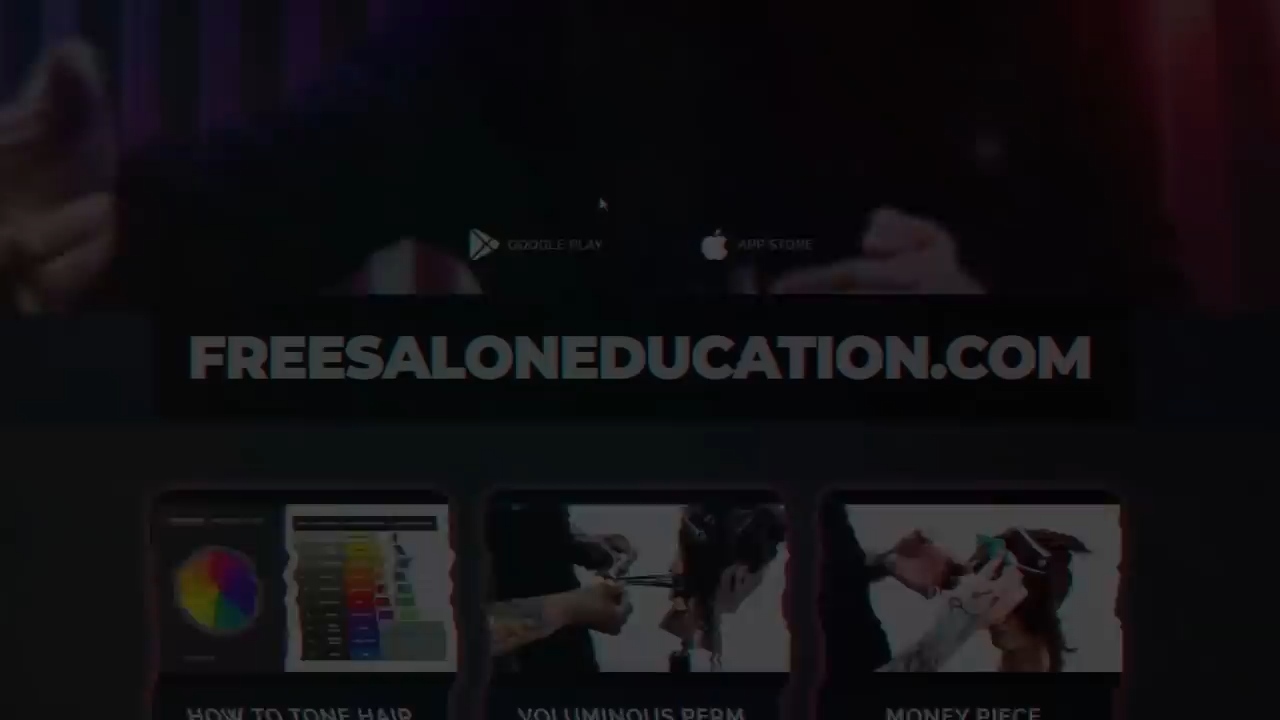 GOOGLE PLAY
APP STORE
FREESALONEDUCATION.COM
HOW TO TONE HAIR
VOLUMINOUS PERM
MONEY PIECE